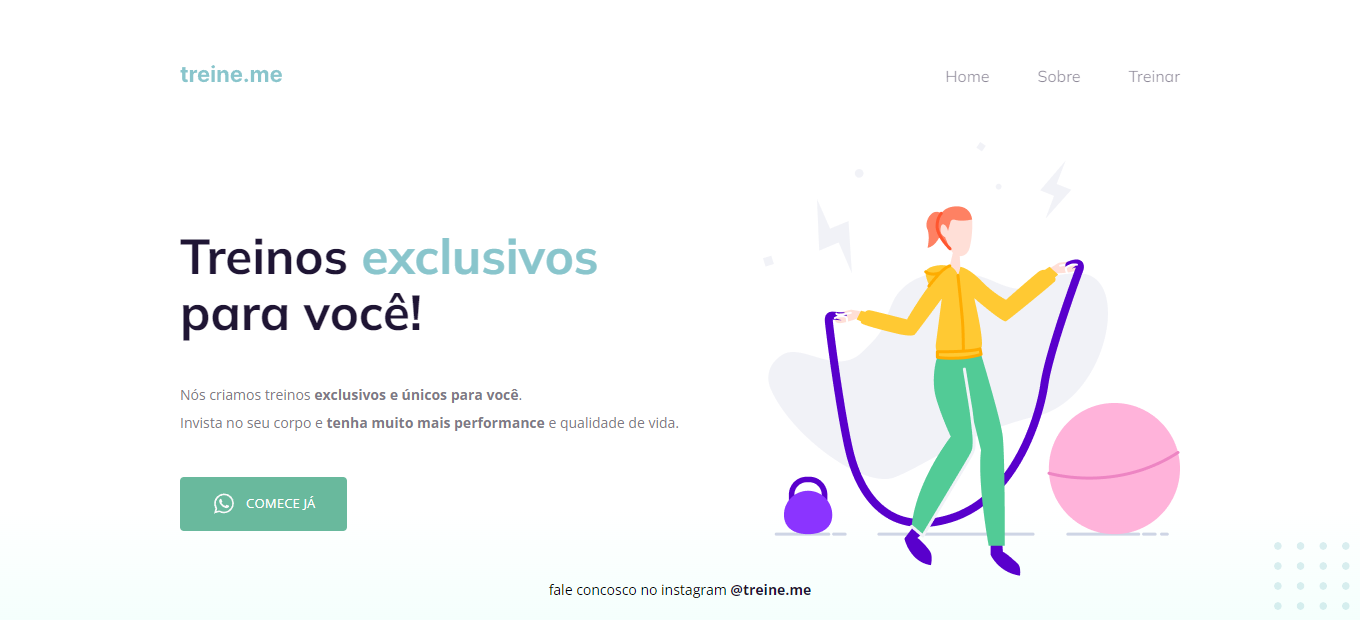 treine.me
Home Sobre Treinar
Treinos exclusivos
para você!
Nós criamos treinos exclusivos e únicos para você.
Invista no seu corpo e tenha muito mais performance e qualidade de vida.
COMECE JÁ
fale concosco no instagram @treine.me